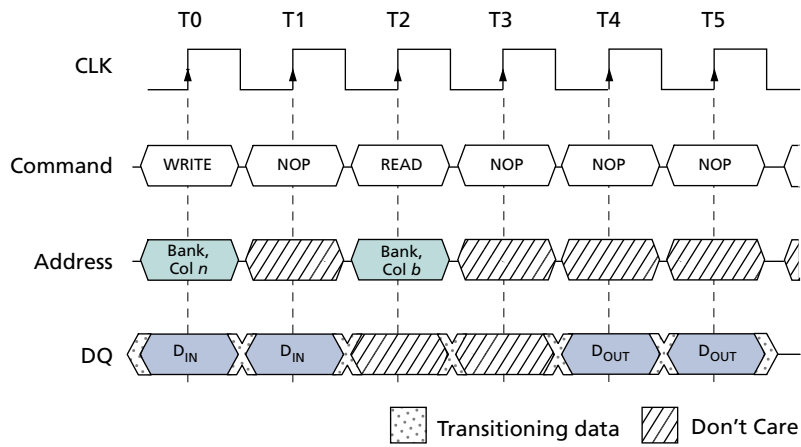 T0 T1 T2 T3 T4 T5
CLK
Command WRITE NOP READ NOP NOP NOP
Address Bank, Col n Bank, Col b
DQ DIN DIN DOUT DOUT
Transitioning data Don't Care